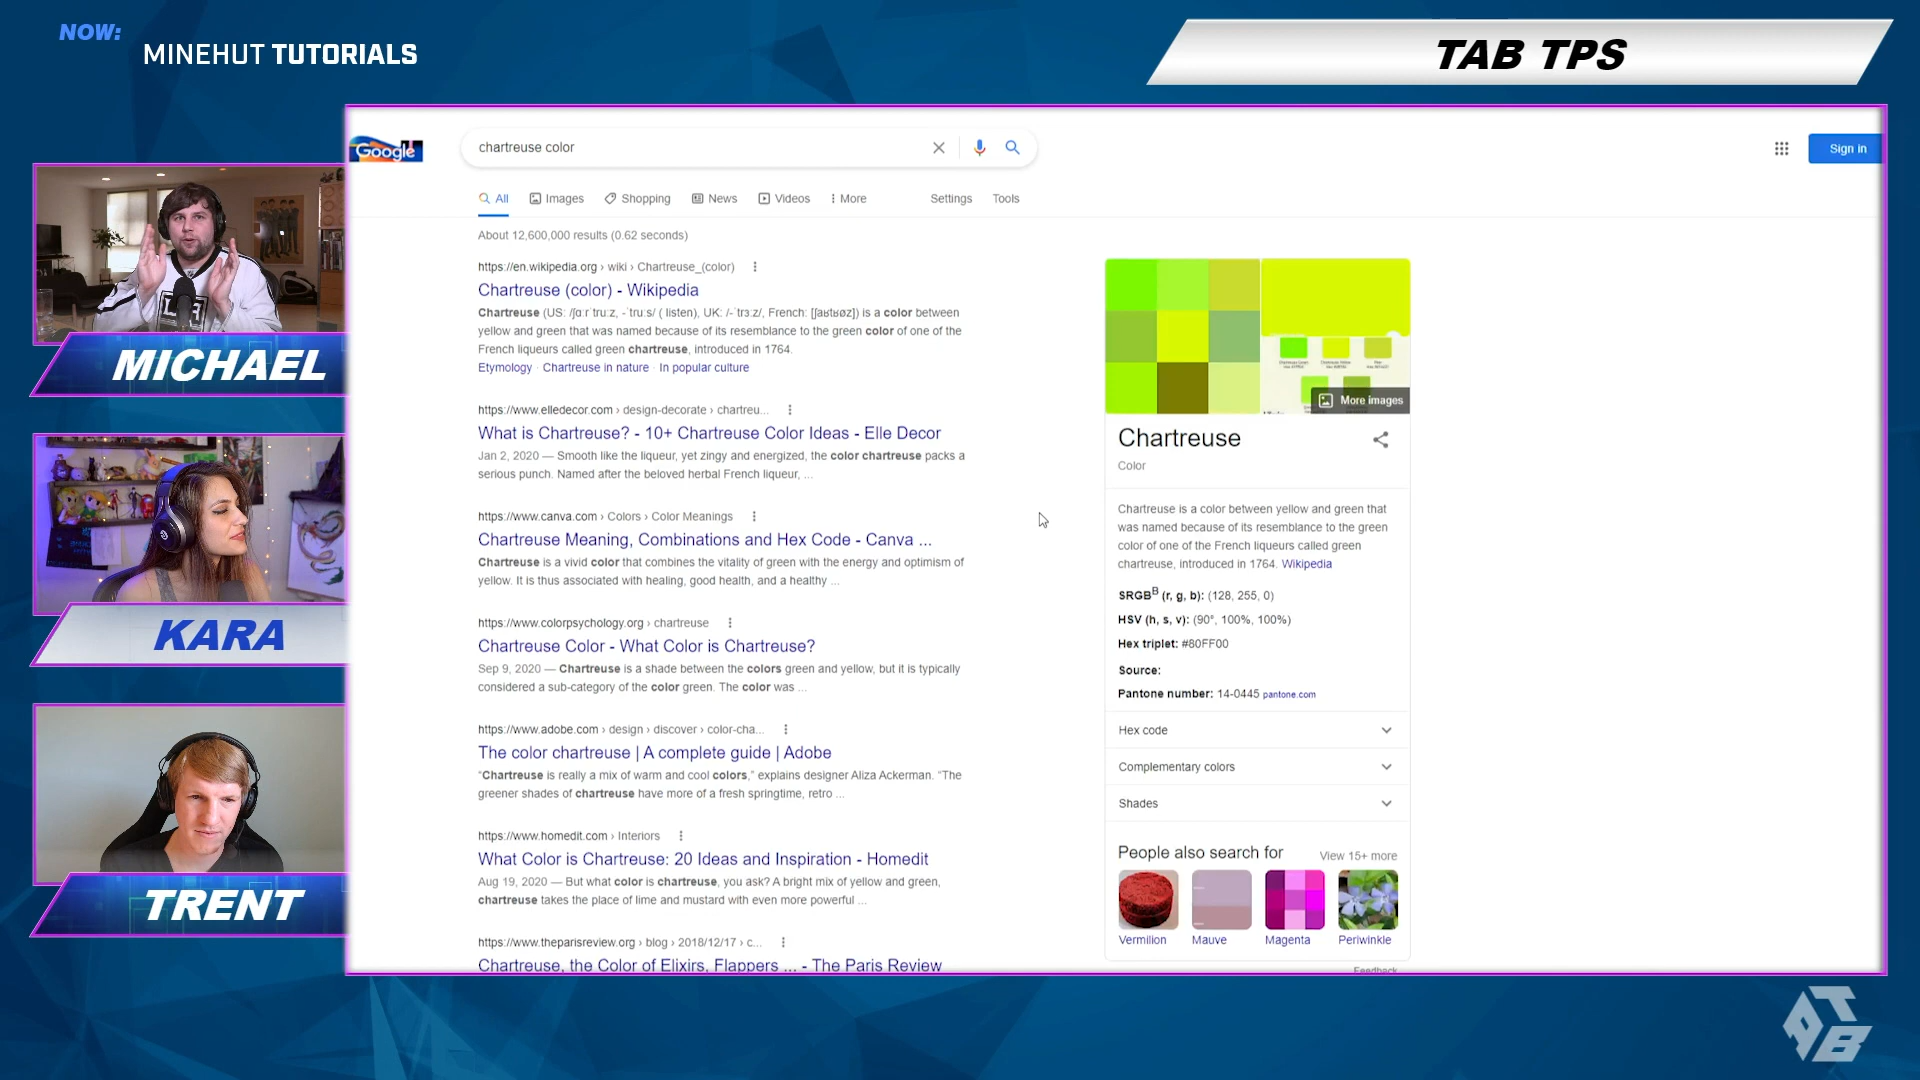 NOW:
MINEHUT TUTORIALS
TAB TPS
MICHAEL
KARA
TRENT
Google
chartreuse color
Sign in
All
Images
Shopping
News
Videos
More
Settings
Tools
About 12,600,000 results (0.62 seconds)
https://en.wikipedia.org › wiki › Chartreuse_(color)
Chartreuse (color) - Wikipedia
Chartreuse (US: /ʃɑːrˈtruːz, -ˈtruːs/ ( listen), UK: /-ˈtrɜːz/, French: [ʃaʁtʁøz]) is a color between
yellow and green that was named because of its resemblance to the green color of one of the
French liqueurs called green chartreuse, introduced in 1764.
Etymology · Chartreuse in nature · In popular culture
https://www.elledecor.com › design-decorate › chartreu...
What is Chartreuse? - 10+ Chartreuse Color Ideas - Elle Decor
Jan 2, 2020 — Smooth like the liqueur, yet zingy and energized, the color chartreuse packs a
serious punch. Named after the beloved herbal French liqueur, ...
https://www.canva.com › Colors › Color Meanings
Chartreuse Meaning, Combinations and Hex Code - Canva ...
Chartreuse is a vivid color that combines the vitality of green with the energy and optimism of
yellow. It is thus associated with healing, good health, and a healthy ...
https://www.colorpsychology.org › chartreuse
Chartreuse Color - What Color is Chartreuse?
Sep 9, 2020 — Chartreuse is a shade between the colors green and yellow, but it is typically
considered a sub-category of the color green. The color was ...
https://www.adobe.com › design › discover › color-cha...
The color chartreuse | A complete guide | Adobe
“Chartreuse is really a mix of warm and cool colors,” explains designer Aliza Ackerman. “The
greener shades of chartreuse have more of a fresh springtime, retro ...
https://www.homedit.com › Interiors
What Color is Chartreuse: 20 Ideas and Inspiration - Homedit
Aug 19, 2020 — But what color is chartreuse, you ask? A bright mix of yellow and green,
chartreuse takes the place of lime and mustard with even more powerful ...
https://www.theparisreview.org › blog › 2018/12/17 › c...
Chartreuse, the Color of Elixirs, Flappers ... - The Paris Review
More images
Chartreuse
Color
Chartreuse is a color between yellow and green that
was named because of its resemblance to the green
color of one of the French liqueurs called green
chartreuse, introduced in 1764. Wikipedia
SRGBᴮ (r, g, b): (128, 255, 0)
HSV (h, s, v): (90°, 100%, 100%)
Hex triplet: #80FF00
Source:
Pantone number: 14-0445 pantone.com
Hex code
Complementary colors
Shades
People also search for
View 15+ more
Vermilion
Mauve
Magenta
Periwinkle
Feedback
ATB